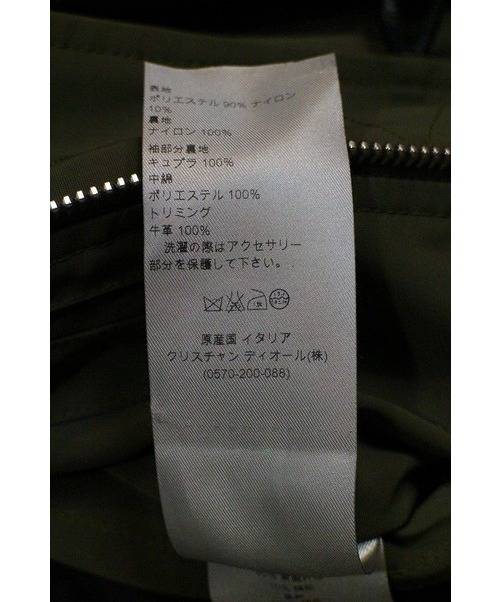 表地
ポリエステル 90% ナイロン
10%
裏地
ナイロン 100%
袖部分裏地
キュプラ 100%
中綿
ポリエステル 100%
トリミング
牛革 100%
洗濯の際はアクセサリー
部分を保護して下さい。
原産国 イタリア
クリスチャン ディオール(株)
(0570-200-088)